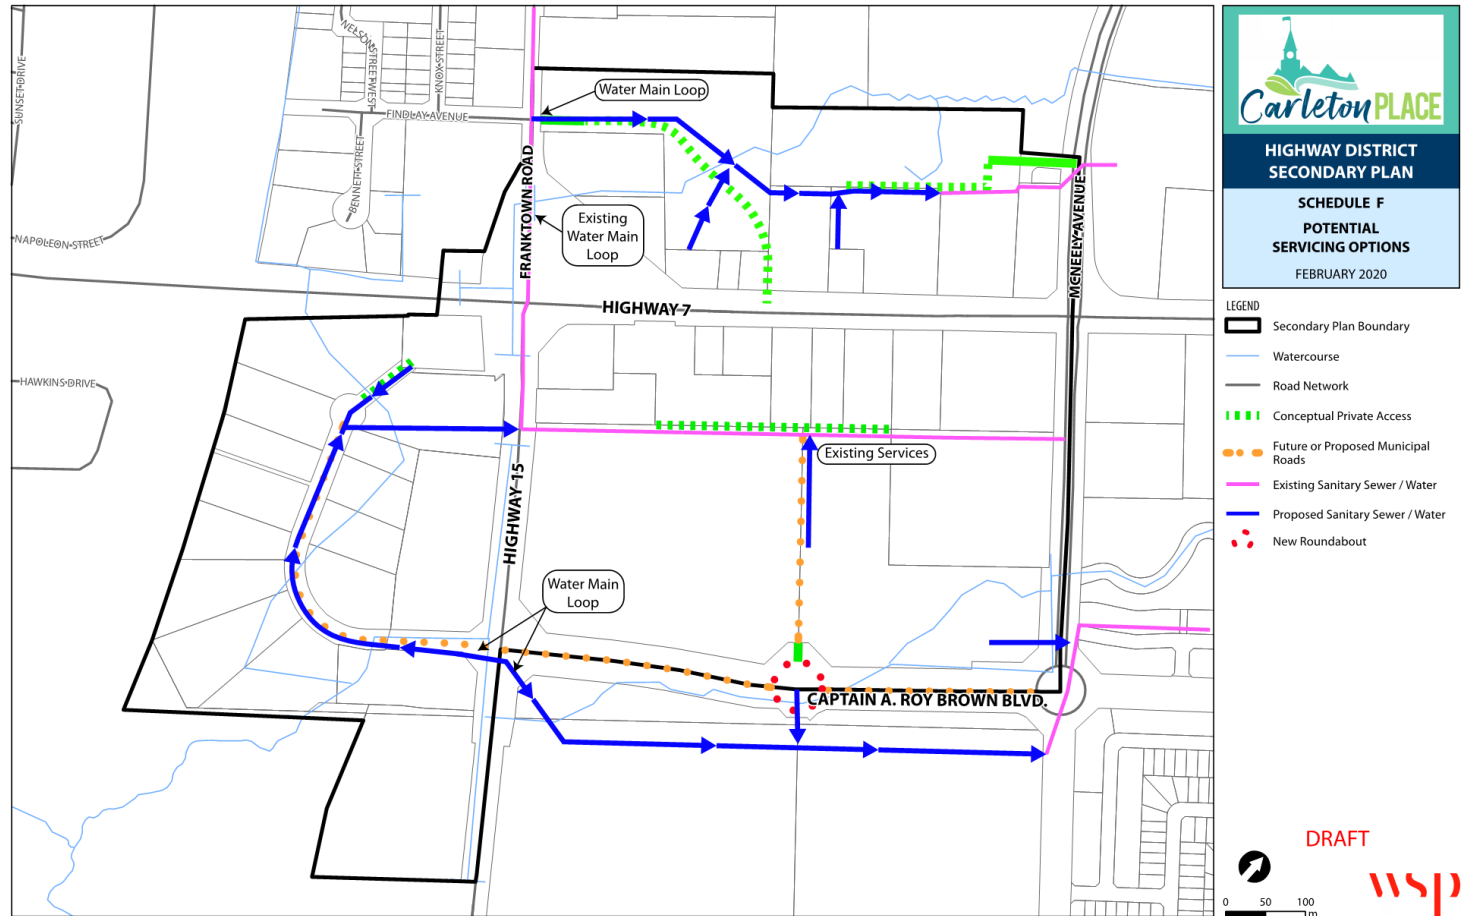 SUNSET DRIVE
NELSON STREET WEST
KNOX STREET
FINDLAY AVENUE
BENNETT STREET
NAPOLEON STREET
HAWKINS DRIVE
Water Main Loop
FRANKTOWN ROAD
Existing
Water Main
Loop
HIGHWAY 7
MCNEELY AVENUE
Existing Services
HIGHWAY 15
Water Main
Loop
CAPTAIN A. ROY BROWN BLVD.
Carleton PLACE
HIGHWAY DISTRICT
SECONDARY PLAN
SCHEDULE F
POTENTIAL
SERVICING OPTIONS
FEBRUARY 2020
LEGEND
Secondary Plan Boundary
Watercourse
Road Network
Conceptual Private Access
Future or Proposed Municipal
Roads
Existing Sanitary Sewer / Water
Proposed Sanitary Sewer / Water
New Roundabout
DRAFT
0 50 100
m
wsp